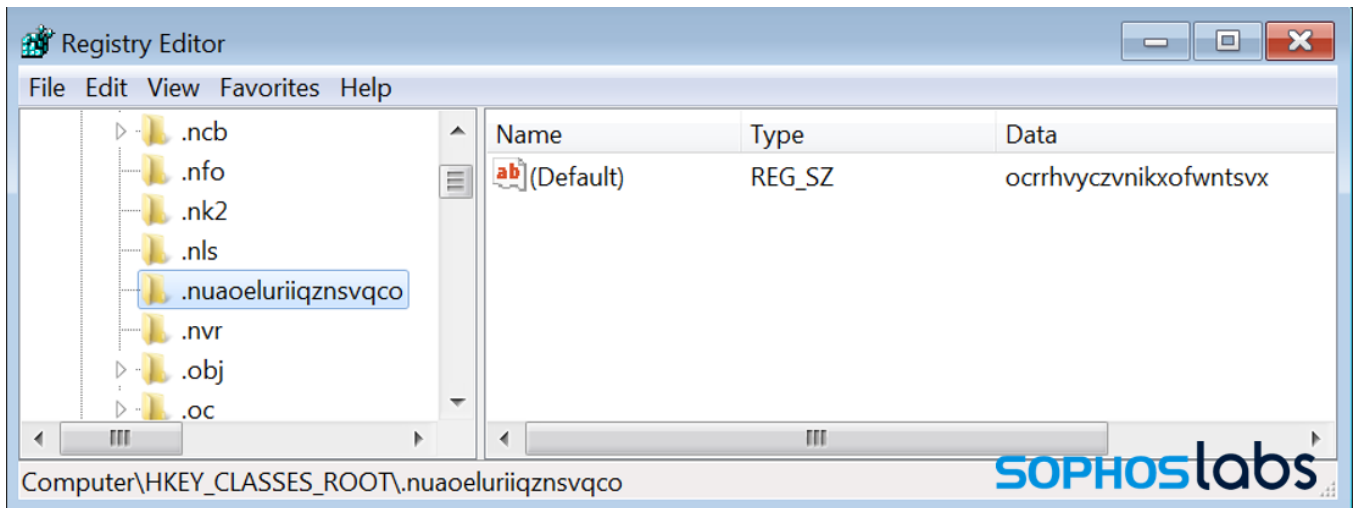 Registry Editor
File Edit View Favorites Help
.ncb
.nfo
.nk2
.nls
.nuaoeluriiqznsvqco
.nvr
.obj
.oc
Name Type Data
ab (Default) REG_SZ ocrrhvyczvnikxofwntsvx
Computer\HKEY_CLASSES_ROOT\.nuaoeluriiqznsvqco
SOPHOSlabs